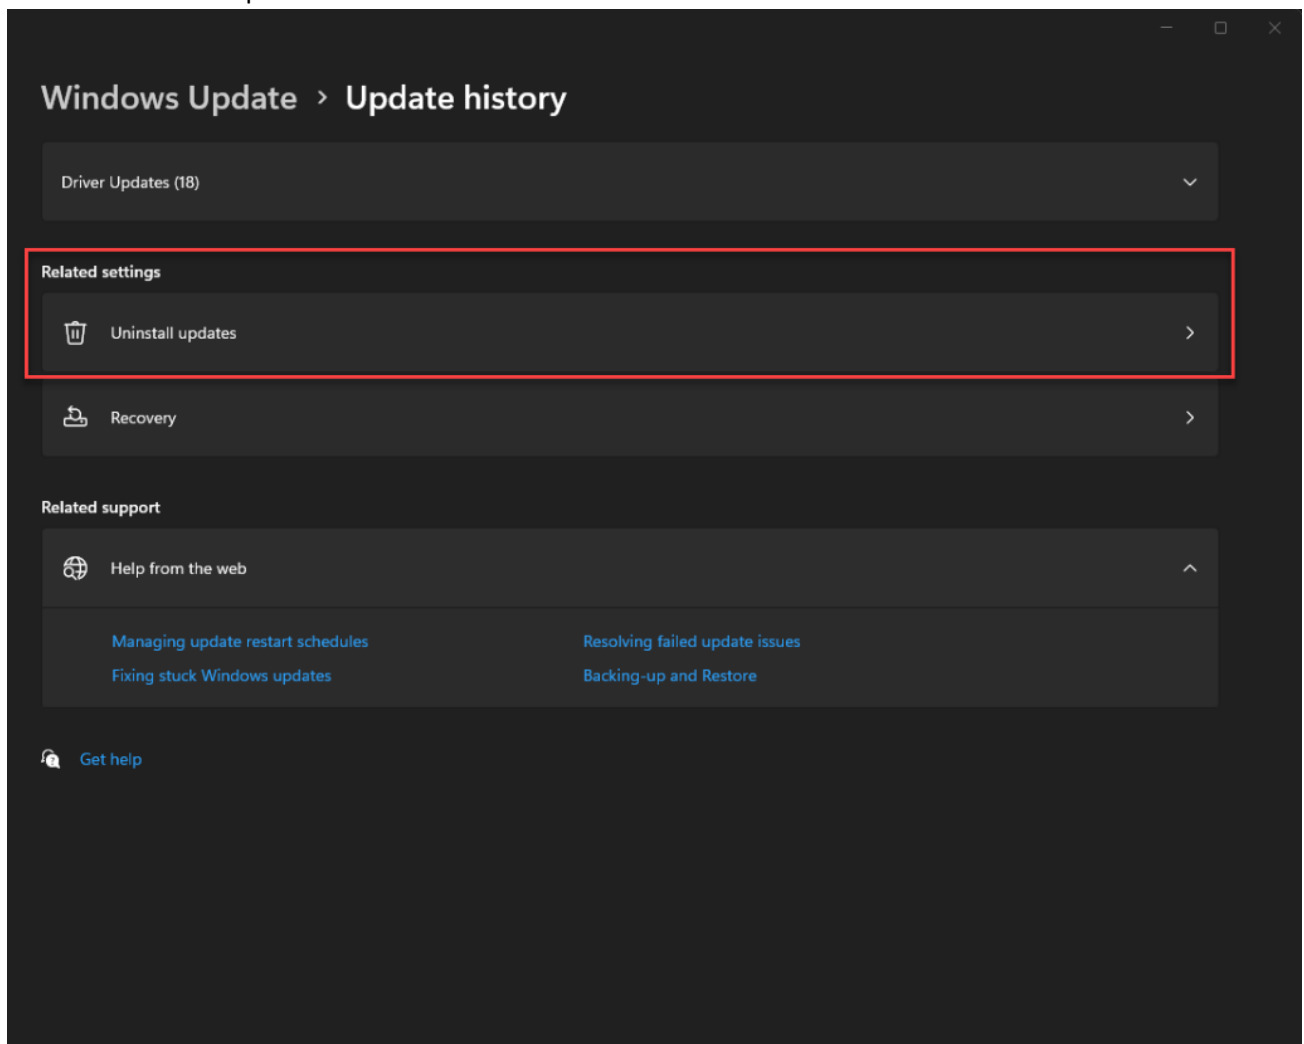 Windows Update > Update history
Driver Updates (18)
Related settings
Uninstall updates
Recovery
Related support
Help from the web
Managing update restart schedules
Resolving failed update issues
Fixing stuck Windows updates
Backing-up and Restore
Get help